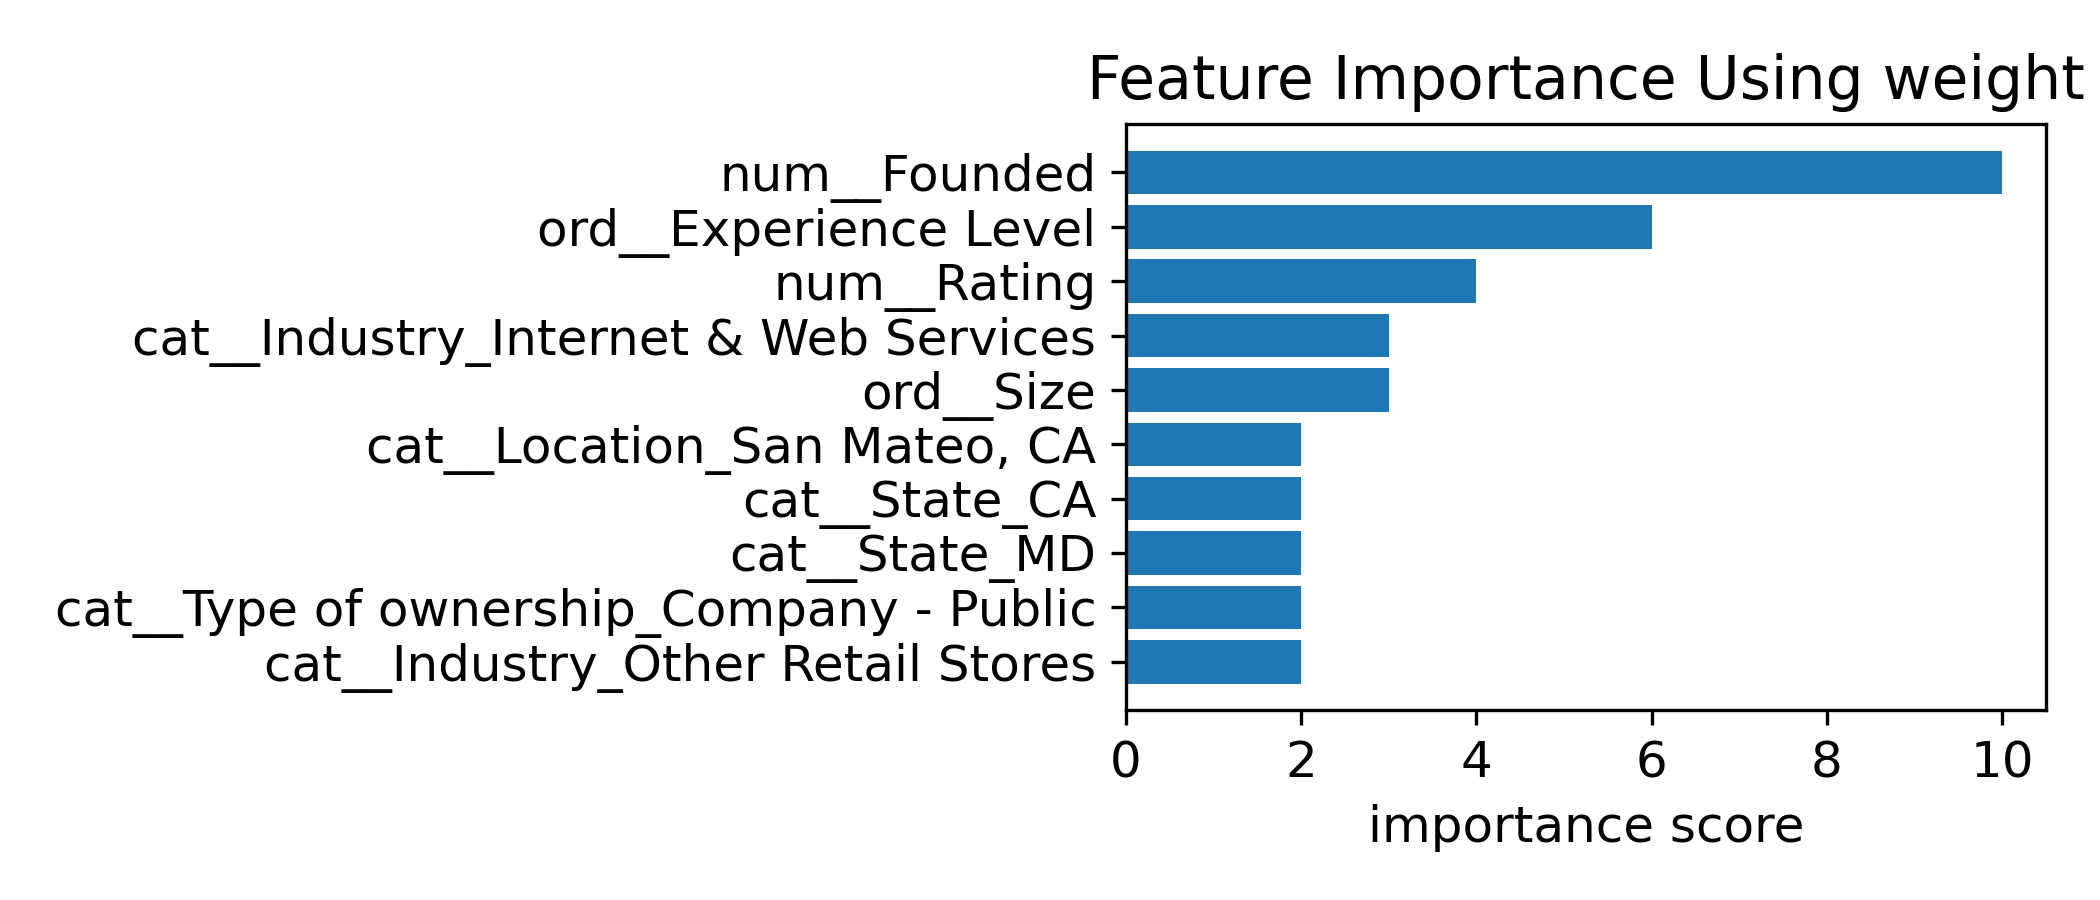 Feature Importance Using weight
num__Founded
ord__Experience Level
num__Rating
cat__Industry_Internet & Web Services
ord__Size
cat__Location_San Mateo, CA
cat__State_CA
cat__State_MD
cat__Type of ownership_Company - Public
cat__Industry_Other Retail Stores
0 2 4 6 8 10
importance score